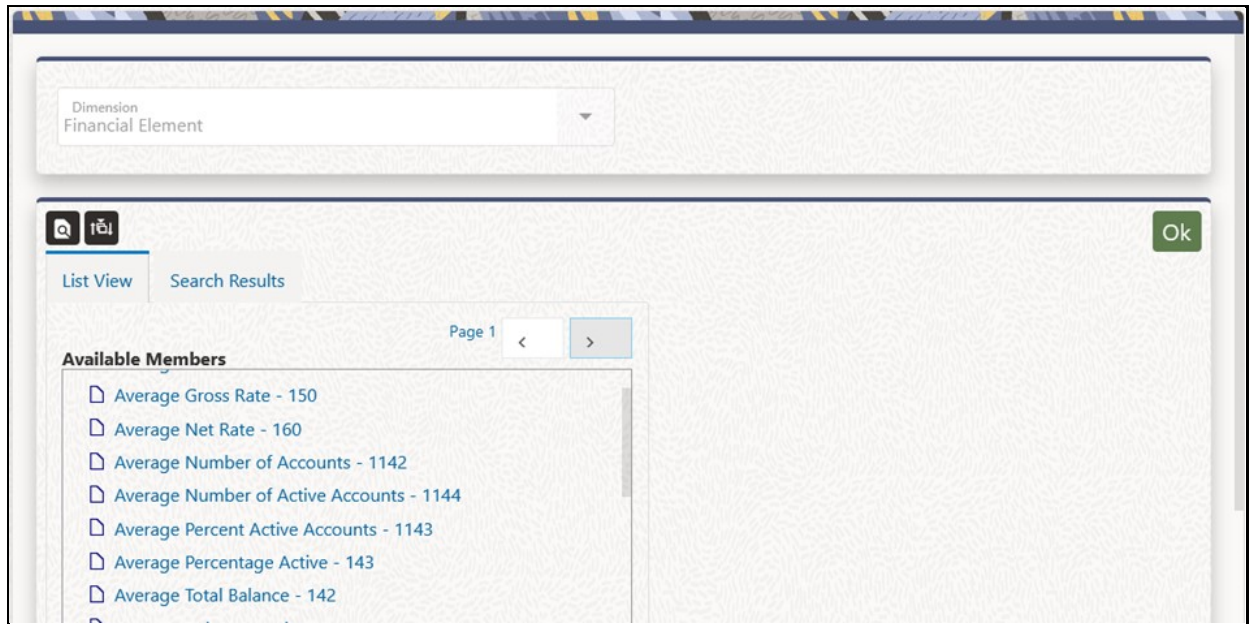 Dimension
Financial Element
Ok
List View
Search Results
Page 1
Available Members
Average Gross Rate - 150
Average Net Rate - 160
Average Number of Accounts - 1142
Average Number of Active Accounts - 1144
Average Percent Active Accounts - 1143
Average Percentage Active - 143
Average Total Balance - 142